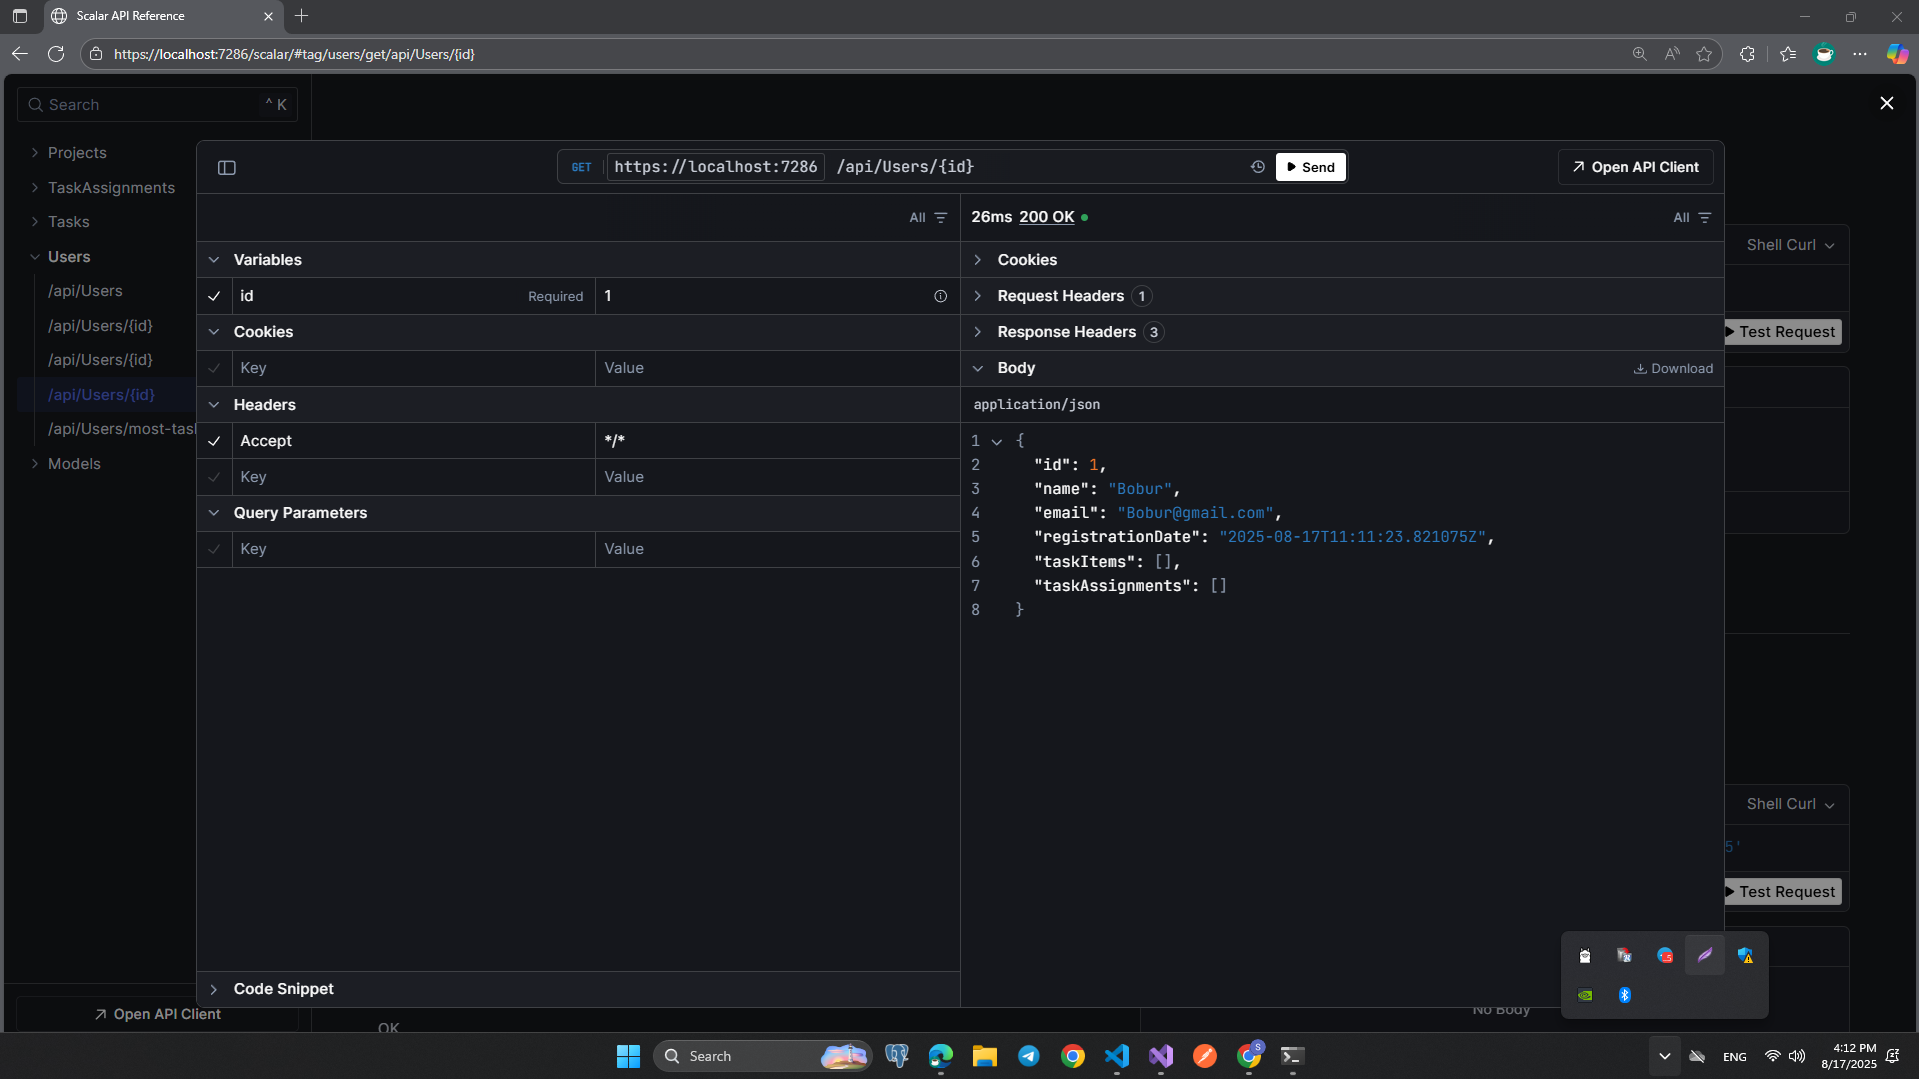 Scalar API Reference
https://localhost:7286/scalar/#tag/users/get/api/Users/{id}
Search ^ K
Projects
TaskAssignments
Tasks
Users
/api/Users
/api/Users/{id}
/api/Users/{id}
/api/Users/{id}
/api/Users/most-tas
Models
Open API Client
GET https://localhost:7286 /api/Users/{id}
Send
Open API Client
All
Variables
id Required 1
Cookies
Key Value
Headers
Accept */*
Key Value
Query Parameters
Key Value
Code Snippet
26ms 200 OK
All
Cookies
Request Headers 1
Response Headers 3
Body Download
application/json
1 {
2 "id": 1,
3 "name": "Bobur",
4 "email": "Bobur@gmail.com",
5 "registrationDate": "2025-08-17T11:11:23.821075Z",
6 "taskItems": [],
7 "taskAssignments": []
8 }
Shell Curl
Test Request
Shell Curl
5'
Test Request
No Body
OK
Search
ENG
4:12 PM
8/17/2025